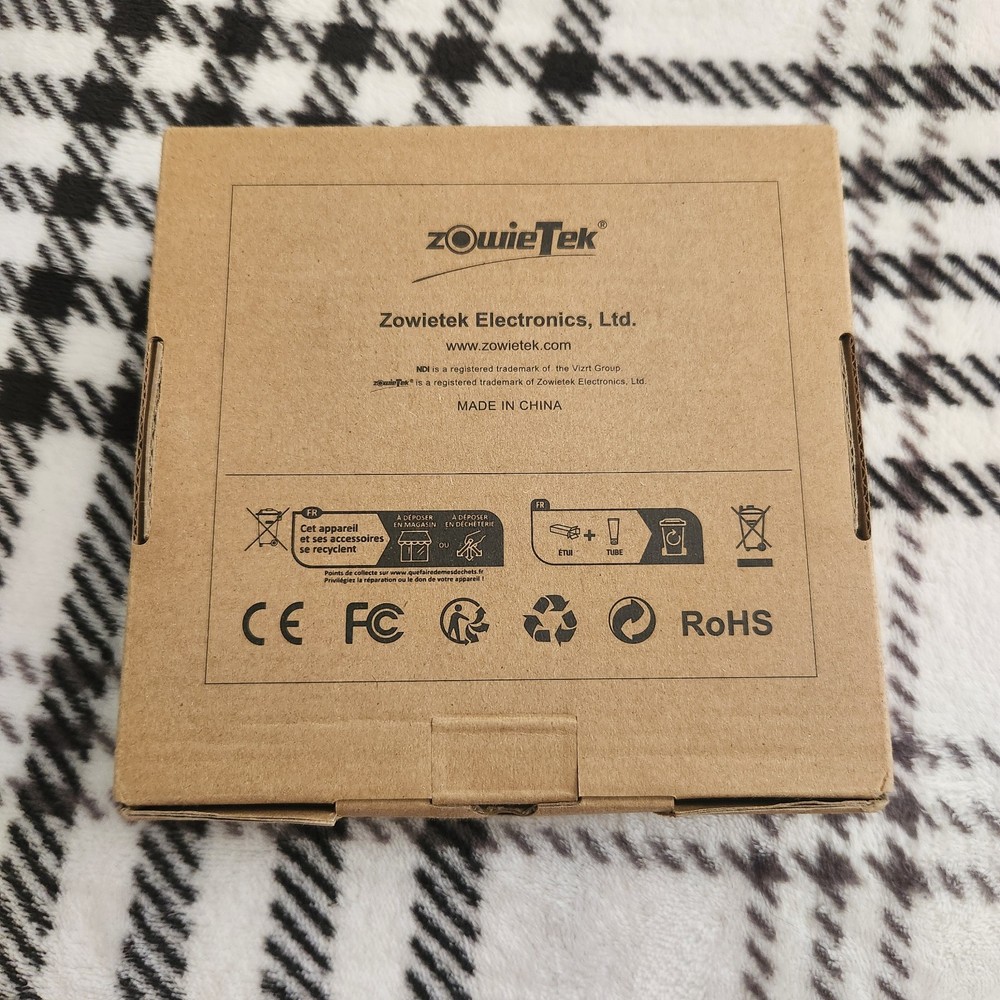 zOwieTek®
Zowietek Electronics, Ltd.
www.zowietek.com
NDI is a registered trademark of the Vizrt Group
zowieTek® is a registered trademark of Zowietek Electronics, Ltd.
MADE IN CHINA
FR
Cet appareil
et ses accessoires
se recyclent
À DÉPOSER
EN MAGASIN
OU
À DÉPOSER
EN DÉCHÈTERIE
Points de collecte sur www.quefairedemesdechets.fr
Privilégiez la réparation ou le don de votre appareil !
FR
ÉTUI
+
TUBE
CE
FC
RoHS